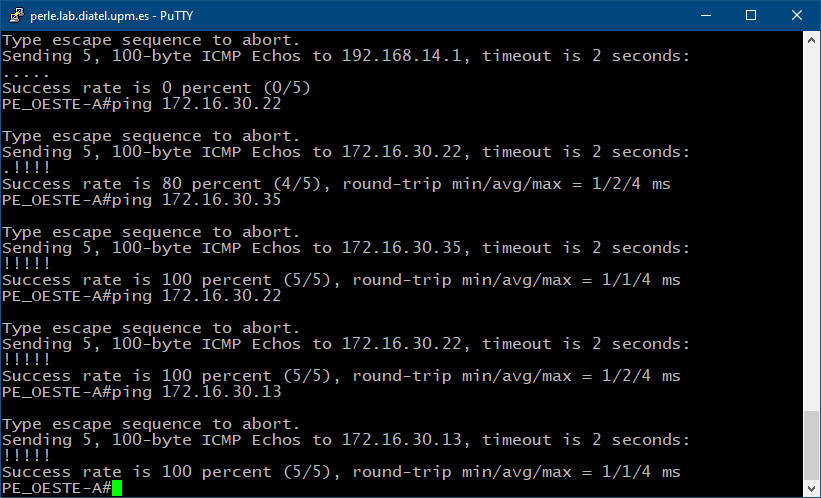 perle.lab.diatel.upm.es - PuTTY
Type escape sequence to abort.
Sending 5, 100-byte ICMP Echos to 192.168.14.1, timeout is 2 seconds:
.....
Success rate is 0 percent (0/5)
PE_OESTE-A#ping 172.16.30.22
Type escape sequence to abort.
Sending 5, 100-byte ICMP Echos to 172.16.30.22, timeout is 2 seconds:
.!!!!
Success rate is 80 percent (4/5), round-trip min/avg/max = 1/2/4 ms
PE_OESTE-A#ping 172.16.30.35
Type escape sequence to abort.
Sending 5, 100-byte ICMP Echos to 172.16.30.35, timeout is 2 seconds:
!!!!!
Success rate is 100 percent (5/5), round-trip min/avg/max = 1/1/4 ms
PE_OESTE-A#ping 172.16.30.22
Type escape sequence to abort.
Sending 5, 100-byte ICMP Echos to 172.16.30.22, timeout is 2 seconds:
!!!!!
Success rate is 100 percent (5/5), round-trip min/avg/max = 1/2/4 ms
PE_OESTE-A#ping 172.16.30.13
Type escape sequence to abort.
Sending 5, 100-byte ICMP Echos to 172.16.30.13, timeout is 2 seconds:
!!!!!
Success rate is 100 percent (5/5), round-trip min/avg/max = 1/1/4 ms
PE_OESTE-A#